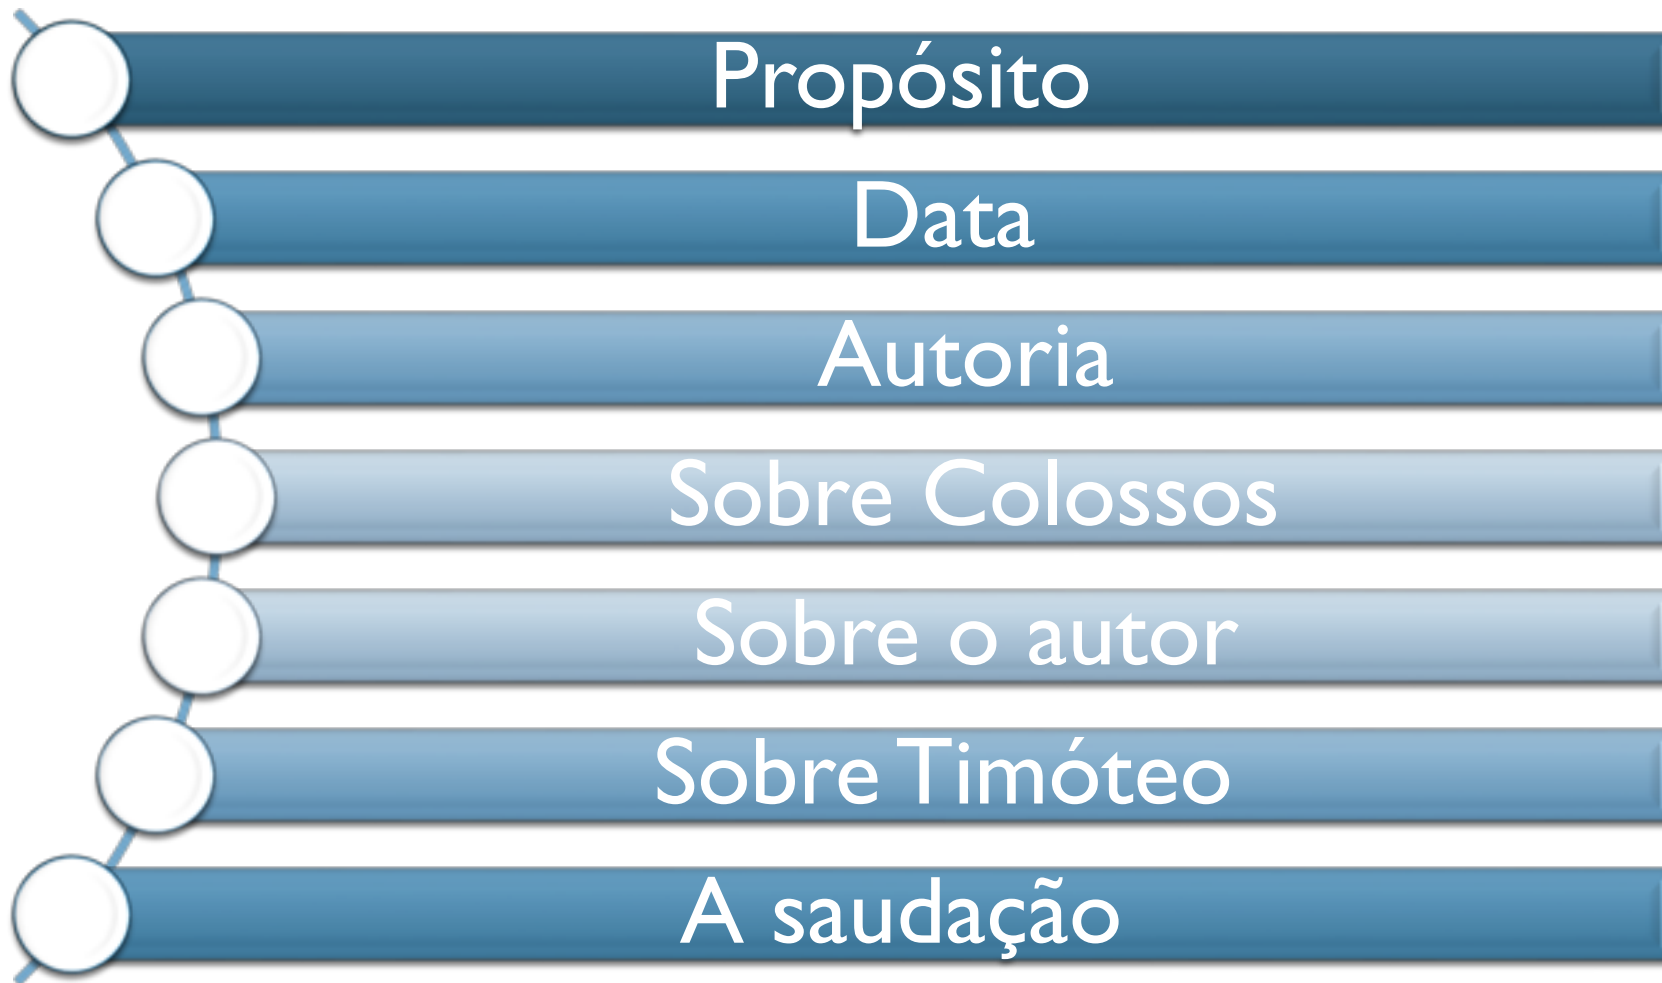 Propósito
Data
Autoria
Sobre Colossos
Sobre o autor
Sobre Timóteo
A saudação